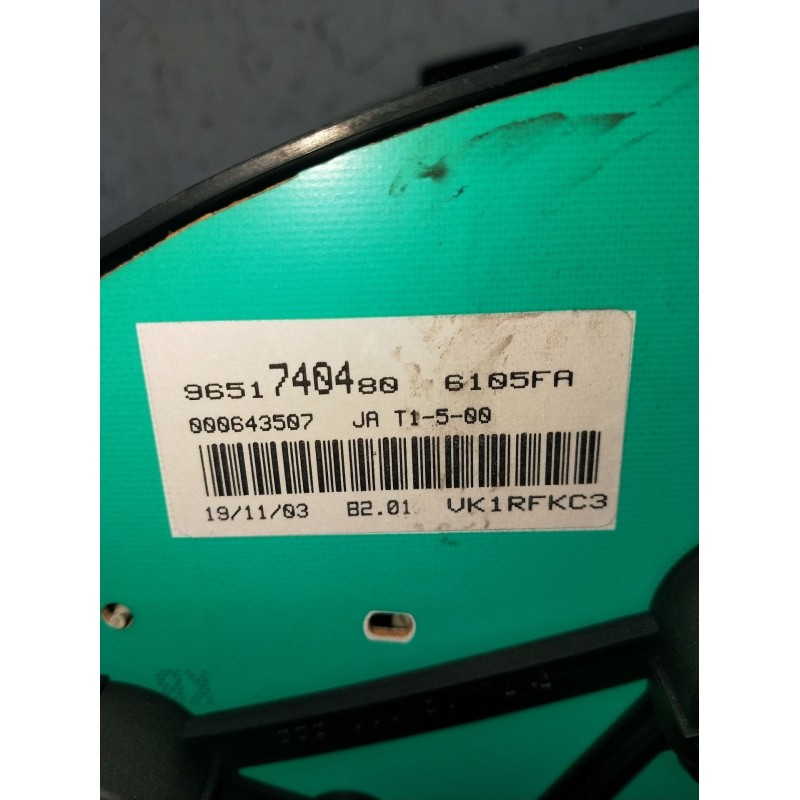 9651740480 6105FA
000643507 JA T1-5-00
19/11/03 B2.01 VK1RFKC3